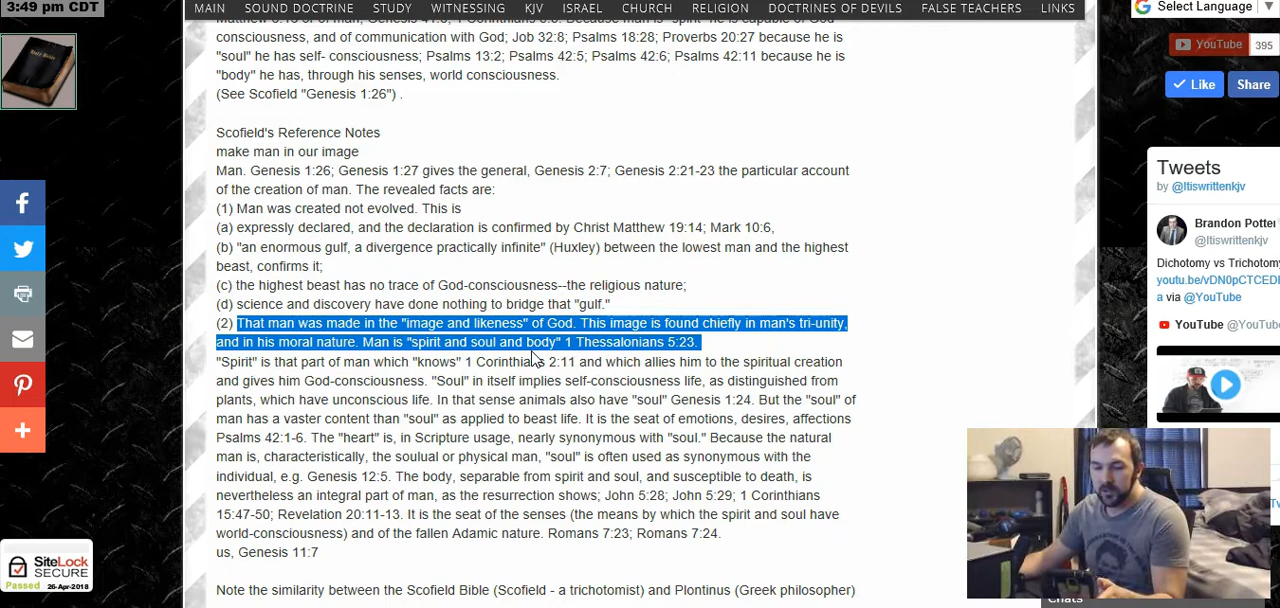 3:49 pm CDT
MAIN SOUND DOCTRINE STUDY WITNESSING KJV ISRAEL CHURCH RELIGION DOCTRINES OF DEVILS FALSE TEACHERS LINKS
Select Language
consciousness, and of communication with God; Job 32:8; Psalms 18:28; Proverbs 20:27 because he is
"soul" he has self- consciousness; Psalms 13:2; Psalms 42:5; Psalms 42:6; Psalms 42:11 because he is
"body" he has, through his senses, world consciousness.
(See Scofield "Genesis 1:26") .
Scofield's Reference Notes
make man in our image
Man. Genesis 1:26; Genesis 1:27 gives the general, Genesis 2:7; Genesis 2:21-23 the particular account
of the creation of man. The revealed facts are:
(1) Man was created not evolved. This is
(a) expressly declared, and the declaration is confirmed by Christ Matthew 19:14; Mark 10:6,
(b) "an enormous gulf, a divergence practically infinite" (Huxley) between the lowest man and the highest
beast, confirms it;
(c) the highest beast has no trace of God-consciousness--the religious nature;
(d) science and discovery have done nothing to bridge that "gulf."
(2) That man was made in the "image and likeness" of God. This image is found chiefly in man's tri-unity,
and in his moral nature. Man is "spirit and soul and body" 1 Thessalonians 5:23.
"Spirit" is that part of man which "knows" 1 Corinthians 2:11 and which allies him to the spiritual creation
and gives him God-consciousness. "Soul" in itself implies self-consciousness life, as distinguished from
plants, which have unconscious life. In that sense animals also have "soul" Genesis 1:24. But the "soul" of
man has a vaster content than "soul" as applied to beast life. It is the seat of emotions, desires, affections
Psalms 42:1-6. The "heart" is, in Scripture usage, nearly synonymous with "soul." Because the natural
man is, characteristically, the soulual or physical man, "soul" is often used as synonymous with the
individual, e.g. Genesis 12:5. The body, separable from spirit and soul, and susceptible to death, is
nevertheless an integral part of man, as the resurrection shows; John 5:28; John 5:29; 1 Corinthians
15:47-50; Revelation 20:11-13. It is the seat of the senses (the means by which the spirit and soul have
world-consciousness) and of the fallen Adamic nature. Romans 7:23; Romans 7:24.
us, Genesis 11:7
Note the similarity between the Scofield Bible (Scofield - a trichotomist) and Plontinus (Greek philosopher)
YouTube 395
Like Share
Tweets
by @Itiswrittenkjv
Brandon Potter
@Itiswrittenkjv
Dichotomy vs Trichotomy
youtu.be/vDN0pCTCED
a via @YouTube
YouTube @YouTube
SiteLock
SECURE
Passed 26-Apr-2018
Chats